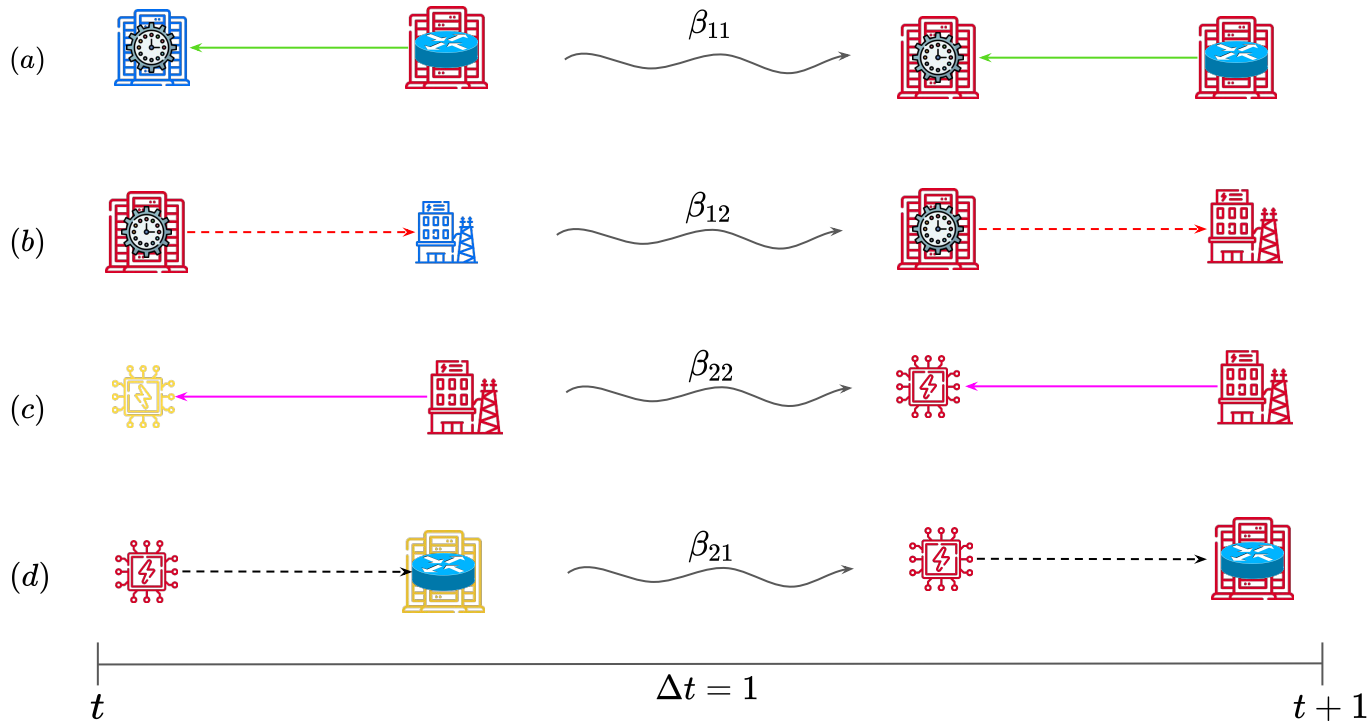 (a) β₁₁
(b) β₁₂
(c) β₂₂
(d) β₂₁
Δt = 1
t t + 1